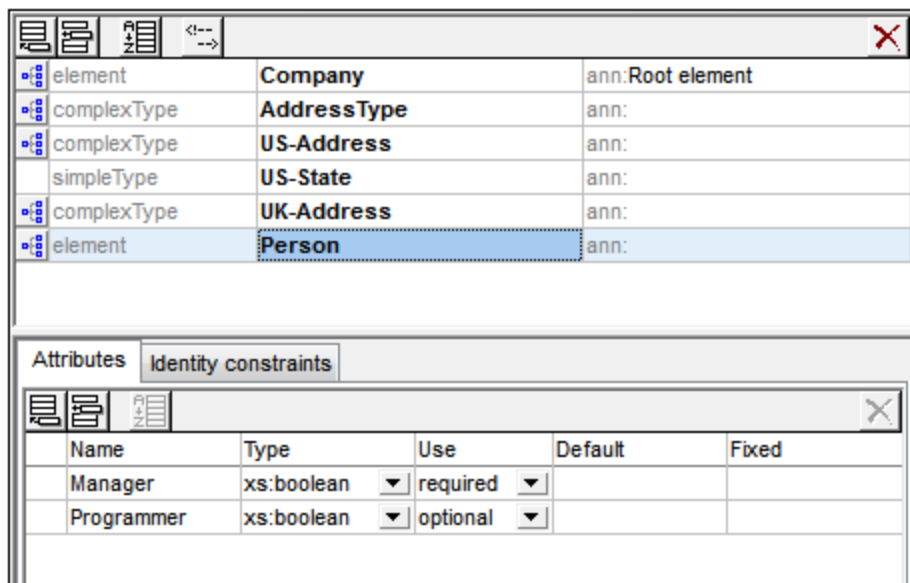 element Company ann:Root element
complexType AddressType ann:
complexType US-Address ann:
simpleType US-State ann:
complexType UK-Address ann:
element Person ann:
Attributes Identity constraints
Name Type Use Default Fixed
Manager xs:boolean required
Programmer xs:boolean optional